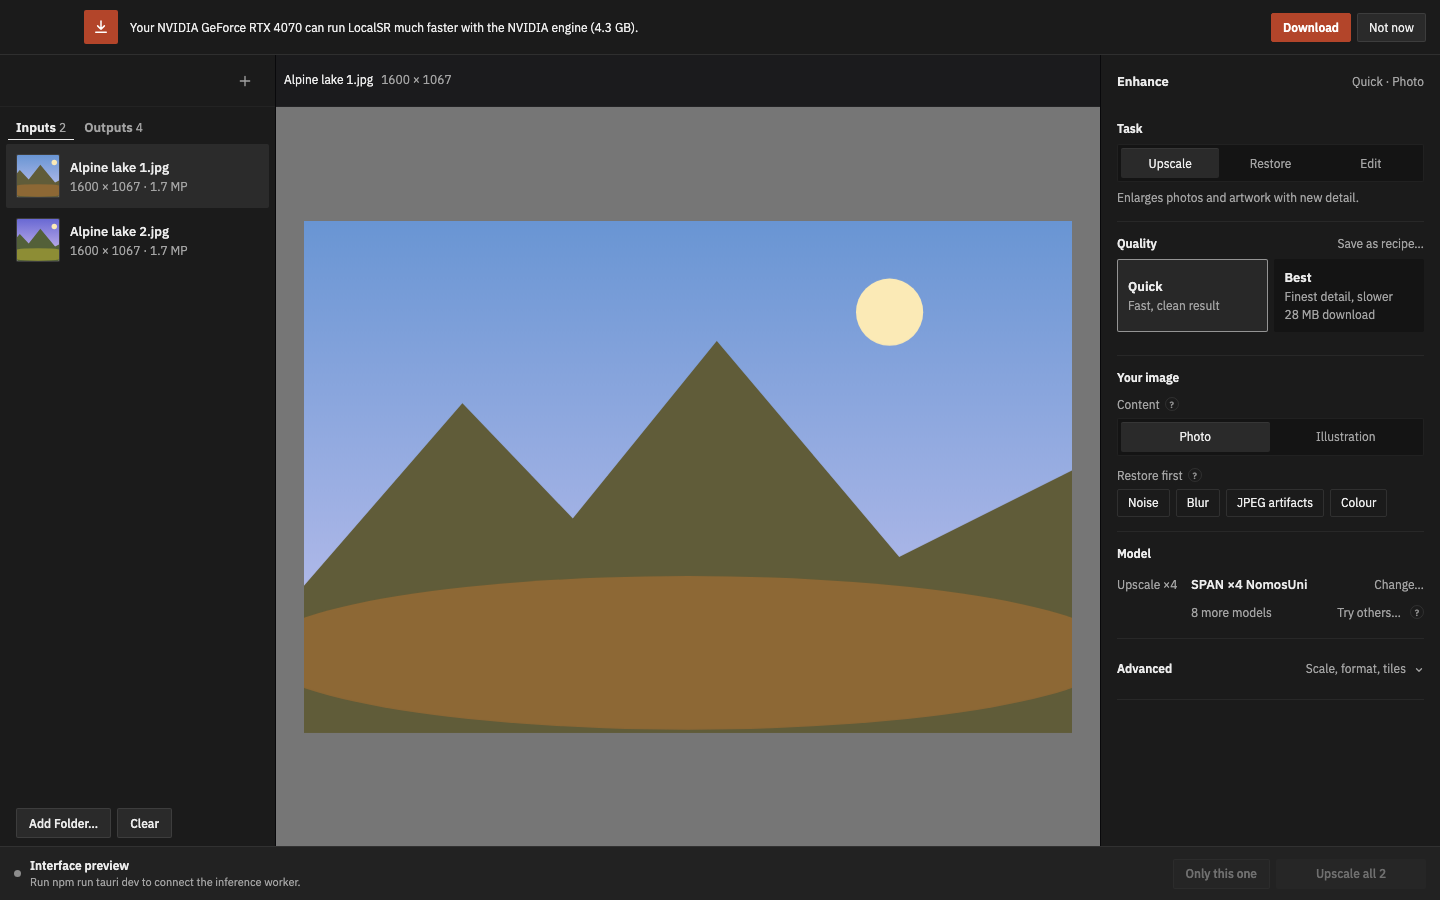 Your NVIDIA GeForce RTX 4070 can run LocalSR much faster with the NVIDIA engine (4.3 GB).
Download
Not now
Alpine lake 1.jpg 1600 × 1067
Enhance
Quick · Photo
Inputs 2
Outputs 4
Alpine lake 1.jpg
1600 × 1067 · 1.7 MP
Alpine lake 2.jpg
1600 × 1067 · 1.7 MP
Task
Upscale
Restore
Edit
Enlarges photos and artwork with new detail.
Quality
Save as recipe...
Quick
Fast, clean result
Best
Finest detail, slower
28 MB download
Your image
Content ?
Photo
Illustration
Restore first ?
Noise
Blur
JPEG artifacts
Colour
Model
Upscale ×4 SPAN ×4 NomosUni Change...
8 more models Try others... ?
Advanced
Scale, format, tiles
Add Folder...
Clear
Interface preview
Run npm run tauri dev to connect the inference worker.
Only this one
Upscale all 2